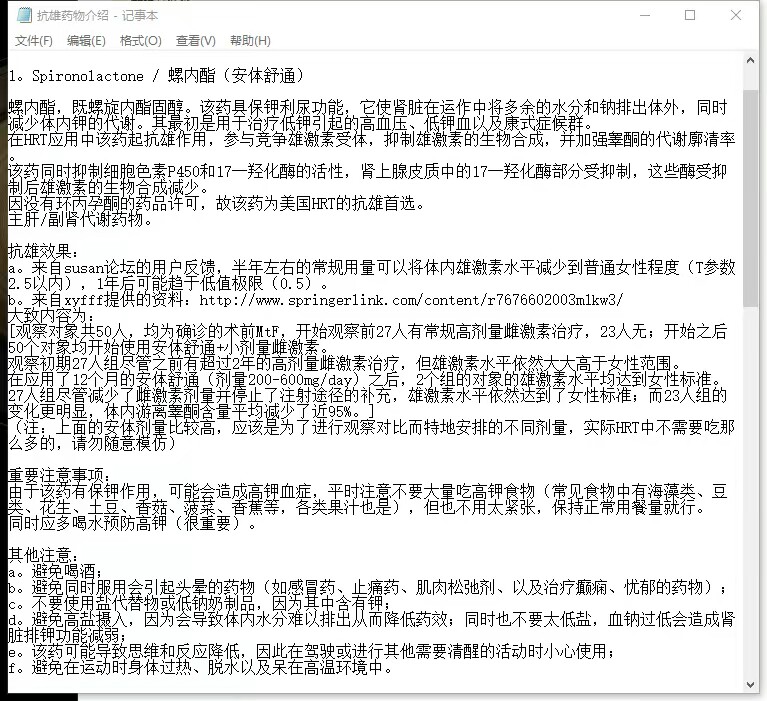 抗雄药物介绍 - 记事本
文件(F) 编辑(E) 格式(O) 查看(V) 帮助(H)
1。Spironolactone / 螺内酯（安体舒通）
螺内酯，既螺旋内酯固醇。该药具保钾利尿功能，它使肾脏在运作中将多余的水分和钠排出体外，同时
减少体内钾的代谢。其最初是用于治疗低钾引起的高血压、低钾血以及康式症候群。
在HRT应用中该药起抗雄作用，参与竞争雄激素受体，抑制雄激素的生物合成，并加强睾酮的代谢廓清率
。
该药同时抑制细胞色素P450和17一羟化酶的活性，肾上腺皮质中的17一羟化酶部分受抑制，这些酶受抑
制后雄激素的生物合成减少。
因没有环丙孕酮的药品许可，故该药为美国HRT的抗雄首选。
主肝/副肾代谢药物。
抗雄效果：
a。来自susan论坛的用户反馈，半年左右的常规用量可以将体内雄激素水平减少到普通女性程度（T参数
2.5以内），1年后可能趋于低值极限（0.5）。
b。来自xyfff提供的资料：http://www.springerlink.com/content/r7676602003mlkw3/
大致内容为：
[观察对象共50人，均为确诊的术前MtF，开始观察前27人有常规高剂量雌激素治疗，23人无；开始之后
50个对象均开始使用安体舒通+小剂量雌激素。
观察初期27人组尽管之前有超过2年的高剂量雌激素治疗，但雄激素水平依然大大高于女性范围。
在应用了12个月的安体舒通（剂量200-600mg/day）之后，2个组的对象的雄激素水平均达到女性标准。
27人组尽管减少了雌激素剂量并停止了注射途径的补充，雄激素水平依然达到了女性标准；而23人组的
变化更明显，体内游离睾酮含量平均减少了近95%。]
（注：上面的安体剂量比较高，应该是为了进行观察对比而特地安排的不同剂量，实际HRT中不需要吃那
么多的，请勿随意模仿）
重要注意事项：
由于该药有保钾作用，可能会造成高钾血症，平时注意不要大量吃高钾食物（常见食物中有海藻类、豆
类、花生、土豆、香菇、菠菜、香蕉等，各类果汁也是），但也不用太紧张，保持正常用餐量就行。
同时应多喝水预防高钾（很重要）。
其他注意：
a。避免喝酒；
b。避免同时服用会引起头晕的药物（如感冒药、止痛药、肌肉松弛剂、以及治疗癫痫、忧郁的药物）；
c。不要使用盐代替物或低钠奶制品，因为其中含有钾；
d。避免高盐摄入，因为会导致体内水分难以排出从而降低药效；同时也不要太低盐，血钠过低会造成肾
脏排钾功能减弱；
e。该药可能导致思维和反应降低，因此在驾驶或进行其他需要清醒的活动时小心使用；
f。避免在运动时身体过热、脱水以及呆在高温环境中。